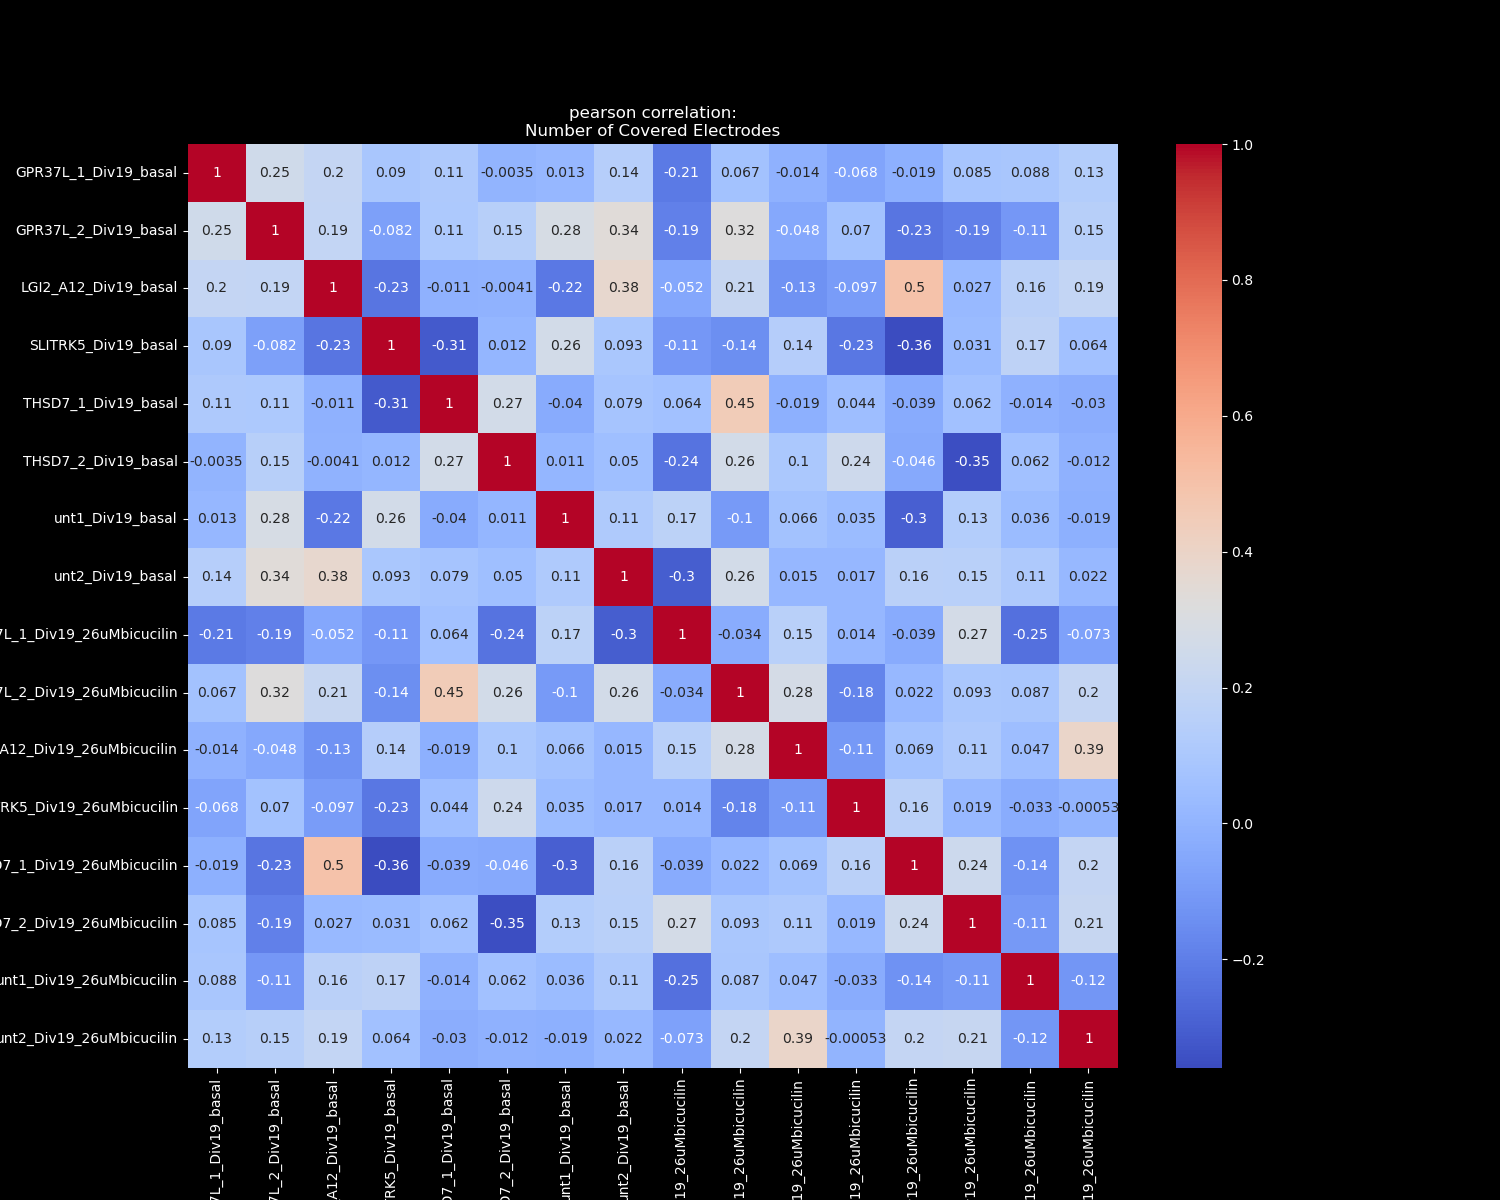 pearson correlation:
Number of Covered Electrodes
GPR37L_1_Div19_basal 1 0.25 0.2 0.09 0.11 -0.0035 0.013 0.14 -0.21 0.067 -0.014 -0.068 -0.019 0.085 0.088 0.13
GPR37L_2_Div19_basal 0.25 1 0.19 -0.082 0.11 0.15 0.28 0.34 -0.19 0.32 -0.048 0.07 -0.23 -0.19 -0.11 0.15
LGI2_A12_Div19_basal 0.2 0.19 1 -0.23 -0.011 -0.0041 -0.22 0.38 -0.052 0.21 -0.13 -0.097 0.5 0.027 0.16 0.19
SLITRK5_Div19_basal 0.09 -0.082 -0.23 1 -0.31 0.012 0.26 0.093 -0.11 -0.14 0.14 -0.23 -0.36 0.031 0.17 0.064
THSD7_1_Div19_basal 0.11 0.11 -0.011 -0.31 1 0.27 -0.04 0.079 0.064 0.45 -0.019 0.044 -0.039 0.062 -0.014 -0.03
THSD7_2_Div19_basal -0.0035 0.15 -0.0041 0.012 0.27 1 0.011 0.05 -0.24 0.26 0.1 0.24 -0.046 -0.35 0.062 -0.012
unt1_Div19_basal 0.013 0.28 -0.22 0.26 -0.04 0.011 1 0.11 0.17 -0.1 0.066 0.035 -0.3 0.13 0.036 -0.019
unt2_Div19_basal 0.14 0.34 0.38 0.093 0.079 0.05 0.11 1 -0.3 0.26 0.015 0.017 0.16 0.15 0.11 0.022
7L_1_Div19_26uMbicucilin -0.21 -0.19 -0.052 -0.11 0.064 -0.24 0.17 -0.3 1 -0.034 0.15 0.014 -0.039 0.27 -0.25 -0.073
7L_2_Div19_26uMbicucilin 0.067 0.32 0.21 -0.14 0.45 0.26 -0.1 0.26 -0.034 1 0.28 -0.18 0.022 0.093 0.087 0.2
A12_Div19_26uMbicucilin -0.014 -0.048 -0.13 0.14 -0.019 0.1 0.066 0.015 0.15 0.28 1 -0.11 0.069 0.11 0.047 0.39
RK5_Div19_26uMbicucilin -0.068 0.07 -0.097 -0.23 0.044 0.24 0.035 0.017 0.014 -0.18 -0.11 1 0.16 0.019 -0.033 -0.00053
D7_1_Div19_26uMbicucilin -0.019 -0.23 0.5 -0.36 -0.039 -0.046 -0.3 0.16 -0.039 0.022 0.069 0.16 1 0.24 -0.14 0.2
D7_2_Div19_26uMbicucilin 0.085 -0.19 0.027 0.031 0.062 -0.35 0.13 0.15 0.27 0.093 0.11 0.019 0.24 1 -0.11 0.21
unt1_Div19_26uMbicucilin 0.088 -0.11 0.16 0.17 -0.014 0.062 0.036 0.11 -0.25 0.087 0.047 -0.033 -0.14 -0.11 1 -0.12
unt2_Div19_26uMbicucilin 0.13 0.15 0.19 0.064 -0.03 -0.012 -0.019 0.022 -0.073 0.2 0.39 -0.00053 0.2 0.21 -0.12 1
7L_1_Div19_basal
7L_2_Div19_basal
_A12_Div19_basal
TRK5_Div19_basal
D7_1_Div19_basal
D7_2_Div19_basal
unt1_Div19_basal
unt2_Div19_basal
19_26uMbicucilin
19_26uMbicucilin
19_26uMbicucilin
19_26uMbicucilin
19_26uMbicucilin
19_26uMbicucilin
19_26uMbicucilin
19_26uMbicucilin
1.0
0.8
0.6
0.4
0.2
0.0
−0.2